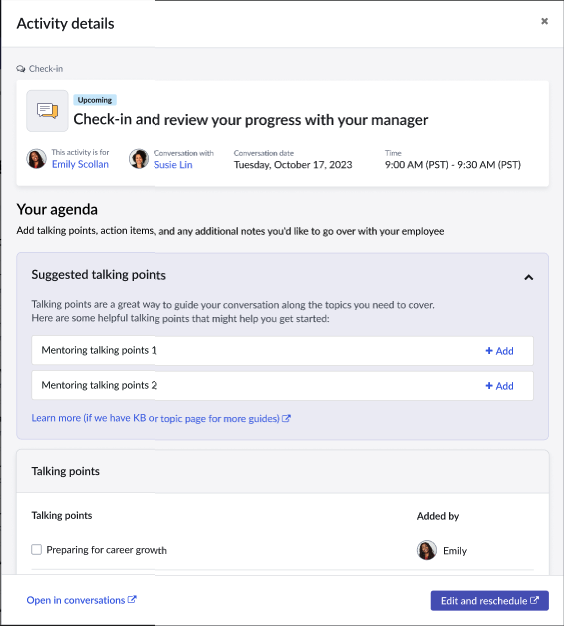 Activity details
Check-in
Upcoming
Check-in and review your progress with your manager
This activity is for
Emily Scollan
Conversation with
Susie Lin
Conversation date
Tuesday, October 17, 2023
Time
9:00 AM (PST) - 9:30 AM (PST)
Your agenda
Add talking points, action items, and any additional notes you'd like to go over with your employee
Suggested talking points
Talking points are a great way to guide your conversation along the topics you need to cover.
Here are some helpful talking points that might help you get started:
Mentoring talking points 1
+ Add
Mentoring talking points 2
+ Add
Learn more (if we have KB or topic page for more guides)
Talking points
Talking points
Added by
Preparing for career growth
Emily
Open in conversations
Edit and reschedule